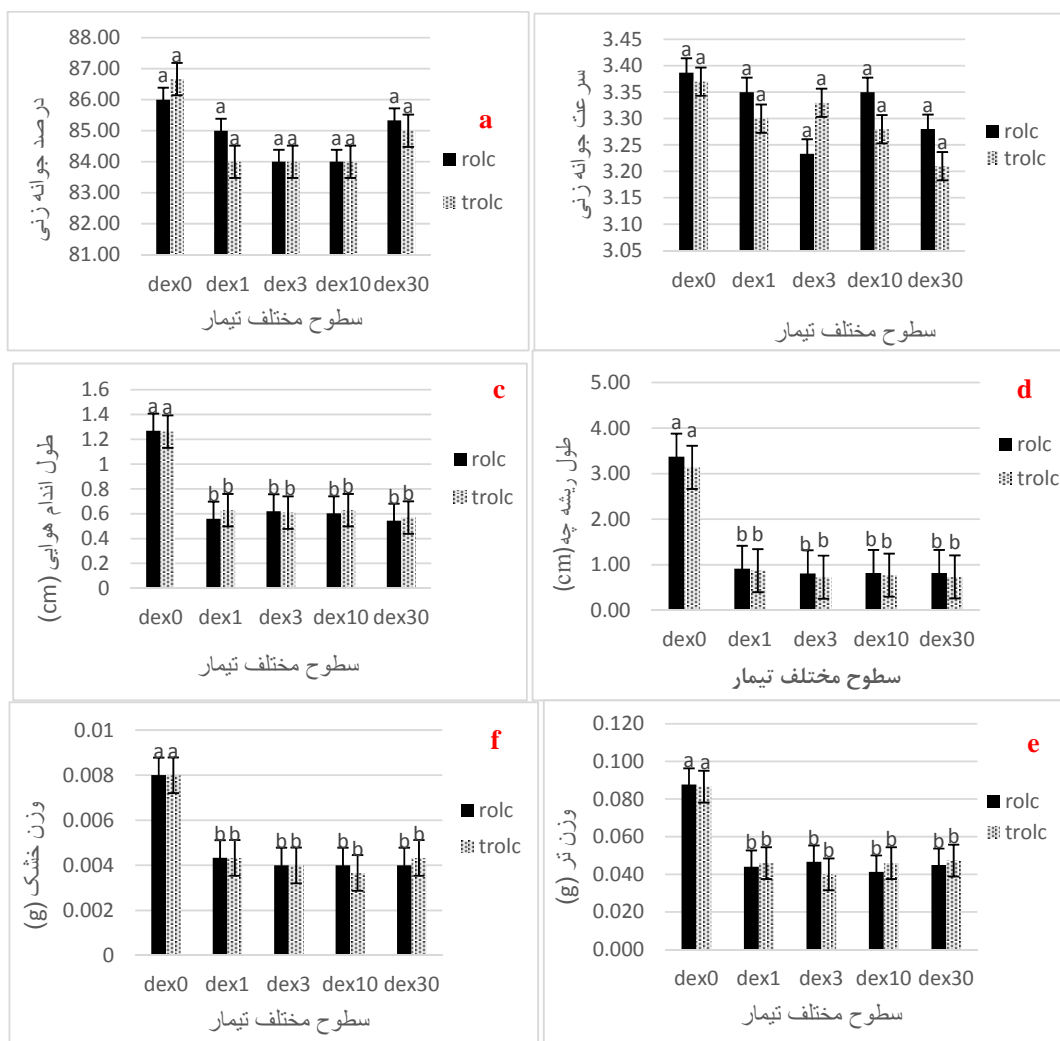 درصد جوانه زنی
88.00
87.00
86.00
85.00
84.00
83.00
82.00
81.00
a a
a a
a a
a a
a a
a
rolc
trolc
dex0 dex1 dex3 dex10 dex30
سطوح مختلف تیمار
سرعت جوانه زنی
3.45
3.40
3.35
3.30
3.25
3.20
3.15
3.10
3.05
a a
a a
a a
a a
a a
rolc
trolc
dex0 dex1 dex3 dex10 dex30
سطوح مختلف تیمار
طول اندام هوایی (cm)
1.6
1.4
1.2
1
0.8
0.6
0.4
0.2
0
a a
b b
b b
b b
b b
c
rolc
trolc
dex0 dex1 dex3 dex10 dex30
سطوح مختلف تیمار
طول ریشه چه(cm)
5.00
4.00
3.00
2.00
1.00
0.00
a a
b b
b b
b b
b b
d
rolc
trolc
dex0 dex1 dex3 dex10 dex30
سطوح مختلف تیمار
وزن خشک (g)
0.01
0.008
0.006
0.004
0.002
0
a a
b b
b b
b b
b b
f
rolc
trolc
dex0 dex1 dex3 dex10 dex30
سطوح مختلف تیمار
وزن تر (g)
0.120
0.100
0.080
0.060
0.040
0.020
0.000
a a
b b
b b
b b
b b
e
rolc
trolc
dex0 dex1 dex3 dex10 dex30
سطوح مختلف تیمار